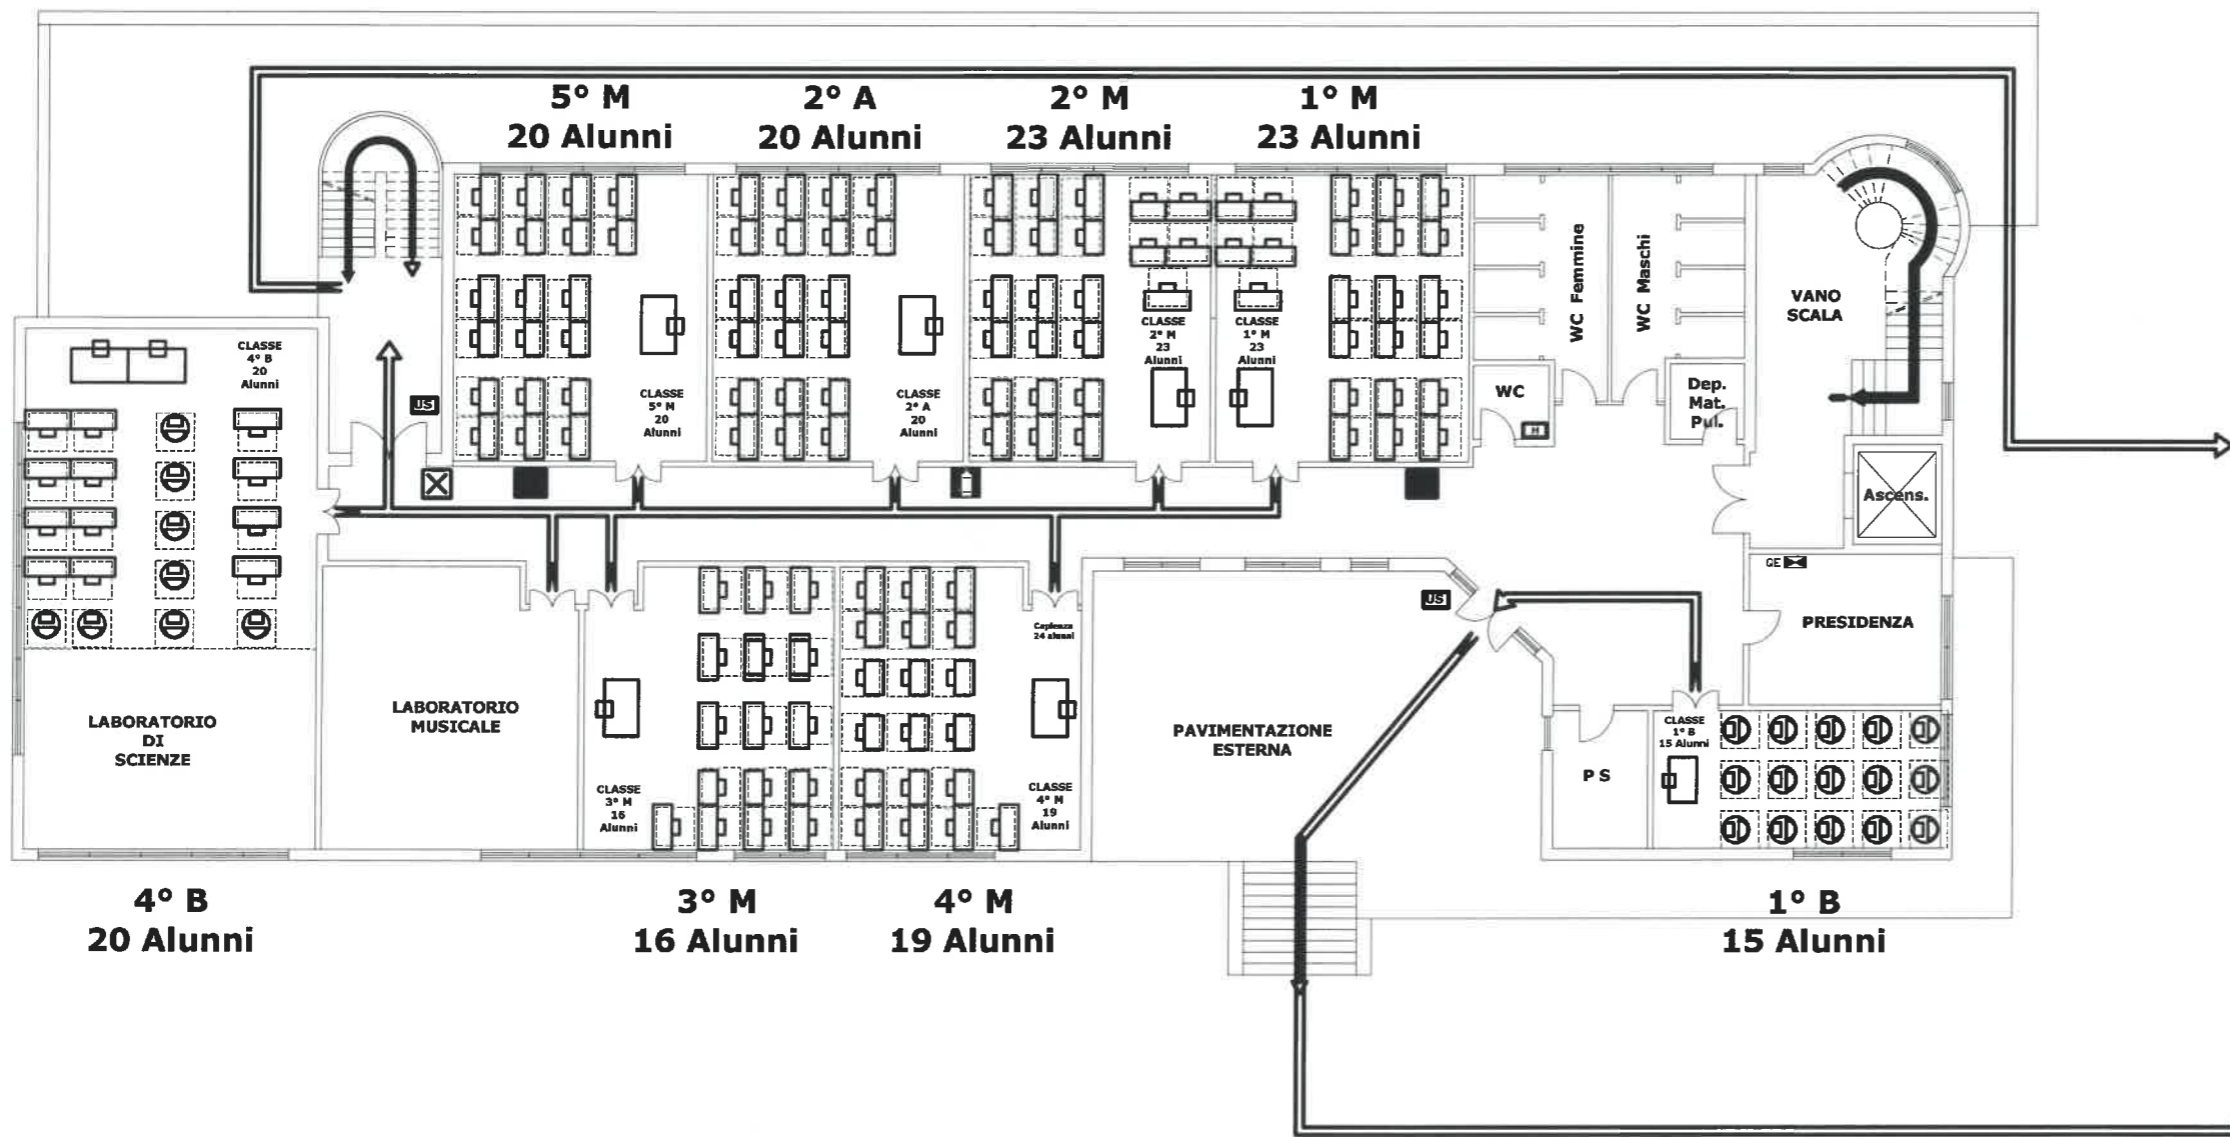 5° M
20 Alunni
2° A
20 Alunni
2° M
23 Alunni
1° M
23 Alunni
CLASSE
4° B
20
Alunni
US
CLASSE
5° M
20
Alunni
CLASSE
2° A
20
Alunni
CLASSE
2° M
23
Alunni
CLASSE
1° M
23
Alunni
WC Femmine
WC Maschi
WC
H
Dep.
Mat.
Pul.
VANO
SCALA
Ascens.
QE
PRESIDENZA
US
LABORATORIO
DI
SCIENZE
LABORATORIO
MUSICALE
CLASSE
3° M
16
Alunni
Capienza
24 alunni
CLASSE
4° M
19
Alunni
PAVIMENTAZIONE
ESTERNA
P S
CLASSE
1° B
15 Alunni
4° B
20 Alunni
3° M
16 Alunni
4° M
19 Alunni
1° B
15 Alunni